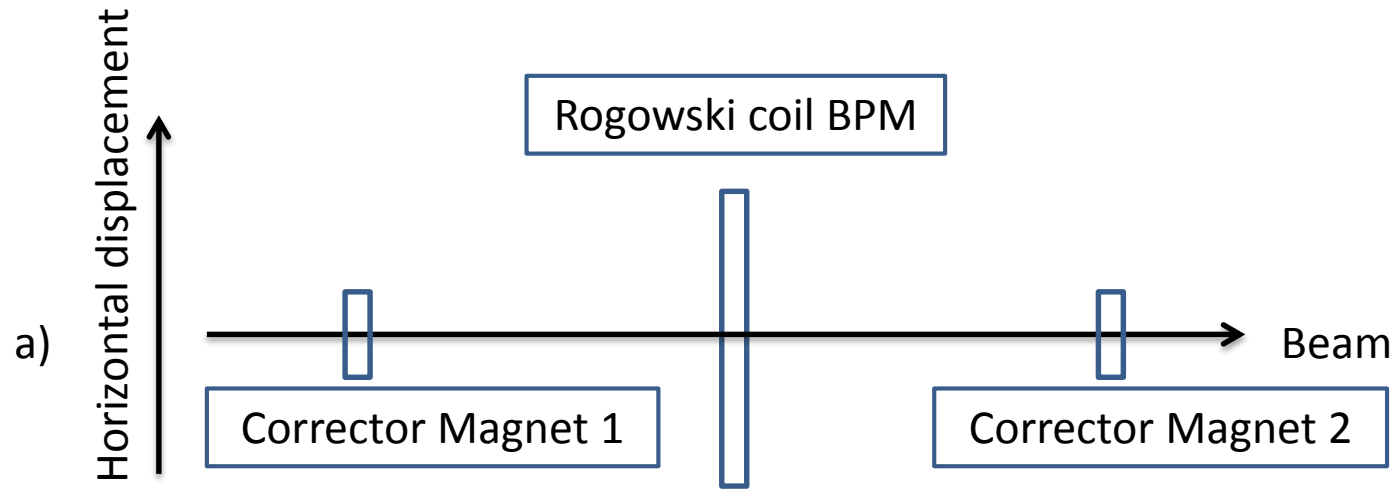 Horizontal displacement
Rogowski coil BPM
a)
Beam
Corrector Magnet 1
Corrector Magnet 2